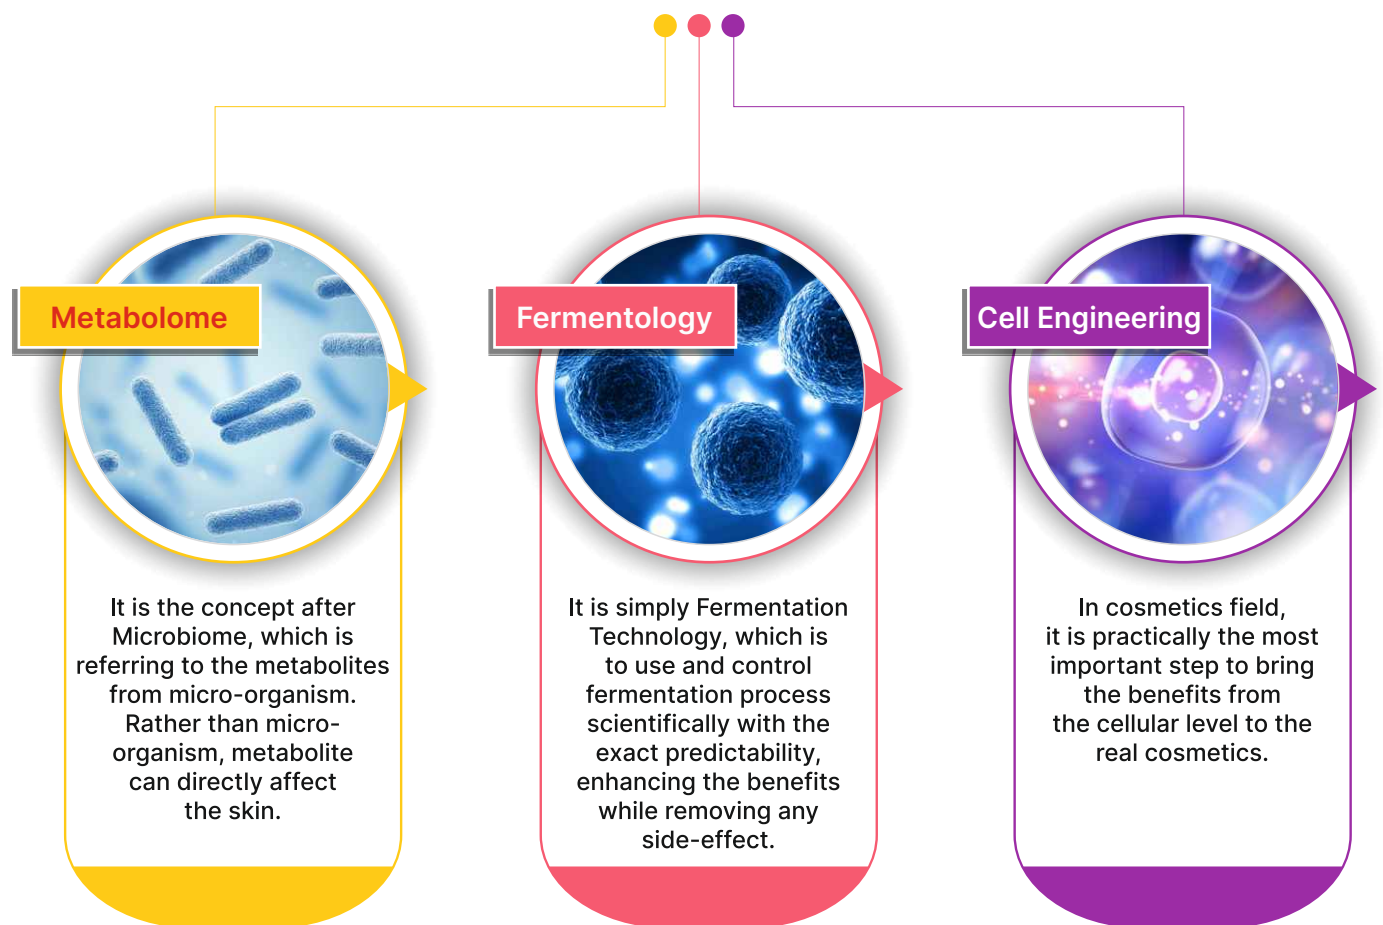 Metabolome
It is the concept after
Microbiome, which is
referring to the metabolites
from micro-organism.
Rather than micro-
organism, metabolite
can directly affect
the skin.
Fermentology
It is simply Fermentation
Technology, which is
to use and control
fermentation process
scientifically with the
exact predictability,
enhancing the benefits
while removing any
side-effect.
Cell Engineering
In cosmetics field,
it is practically the most
important step to bring
the benefits from
the cellular level to the
real cosmetics.